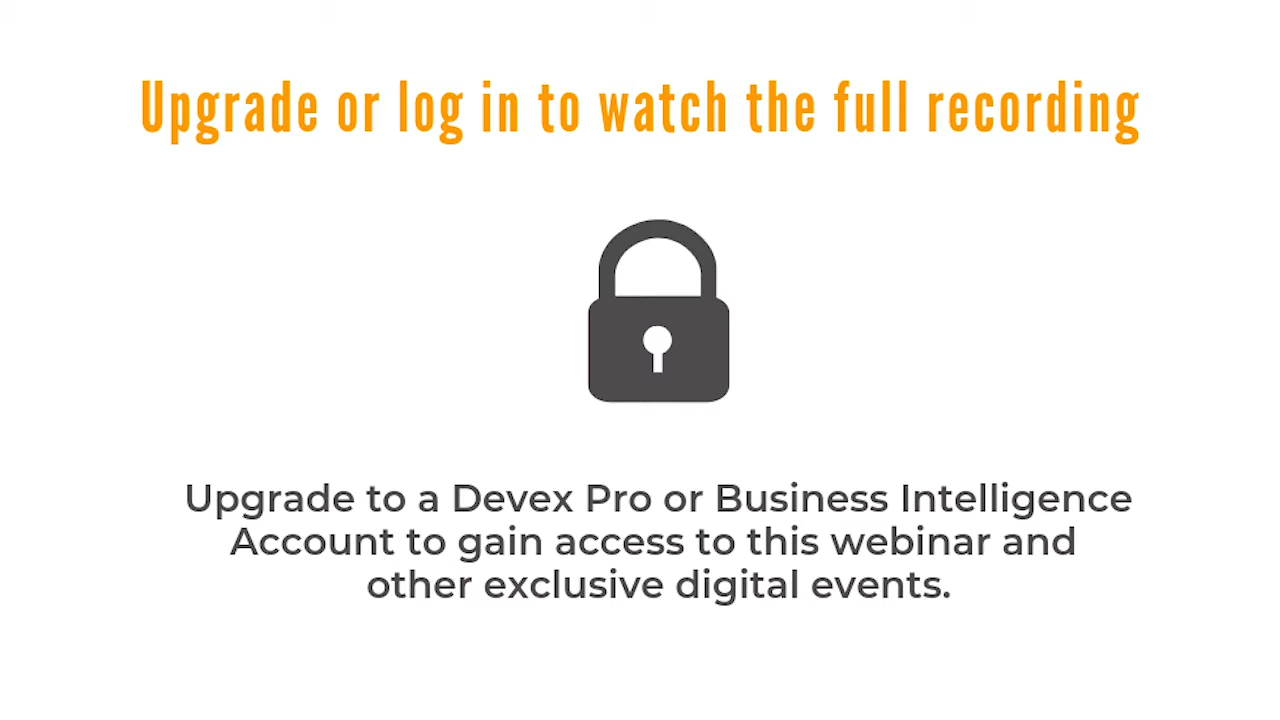 Upgrade or log in to watch the full recording
Upgrade to a Devex Pro or Business Intelligence
Account to gain access to this webinar and
other exclusive digital events.